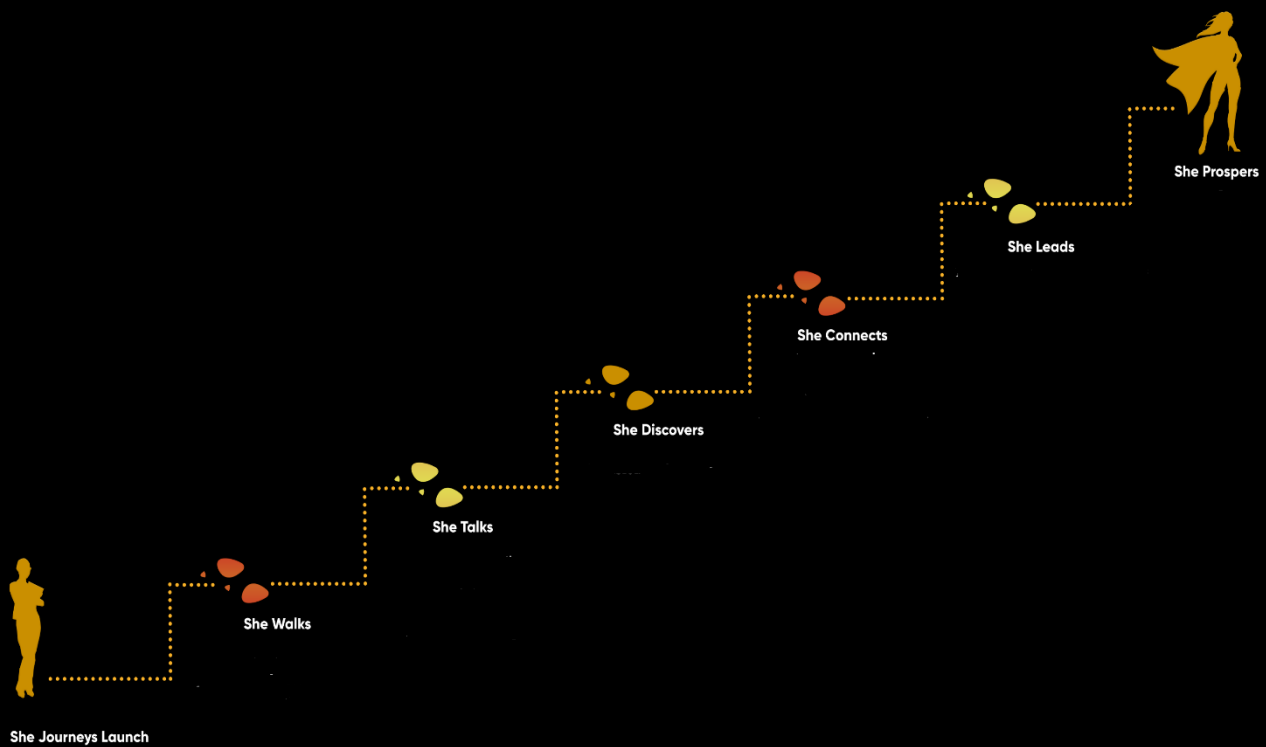 She Prospers
She Leads
She Connects
She Discovers
She Talks
She Walks
She Journeys Launch